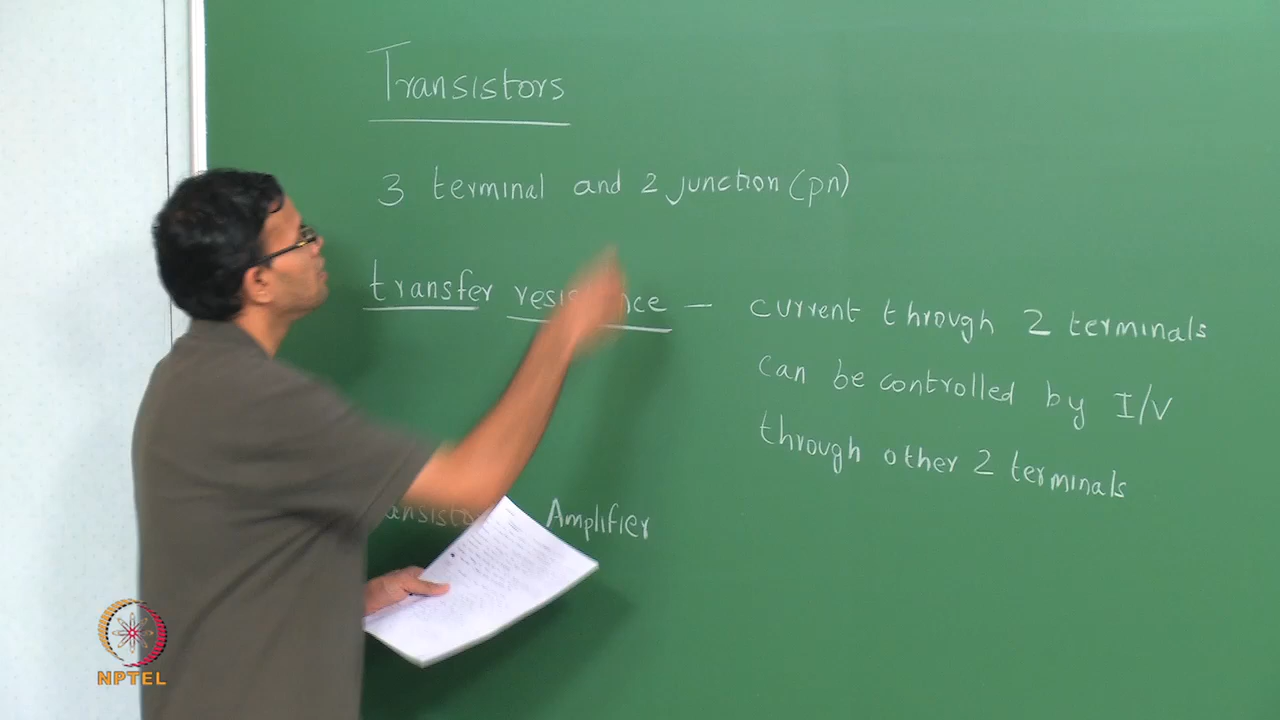 Transistors
3 terminal and 2 junction (pn)
transfer resistance — current through 2 terminals
can be controlled by I/V
through other 2 terminals
Amplifier
NPTEL